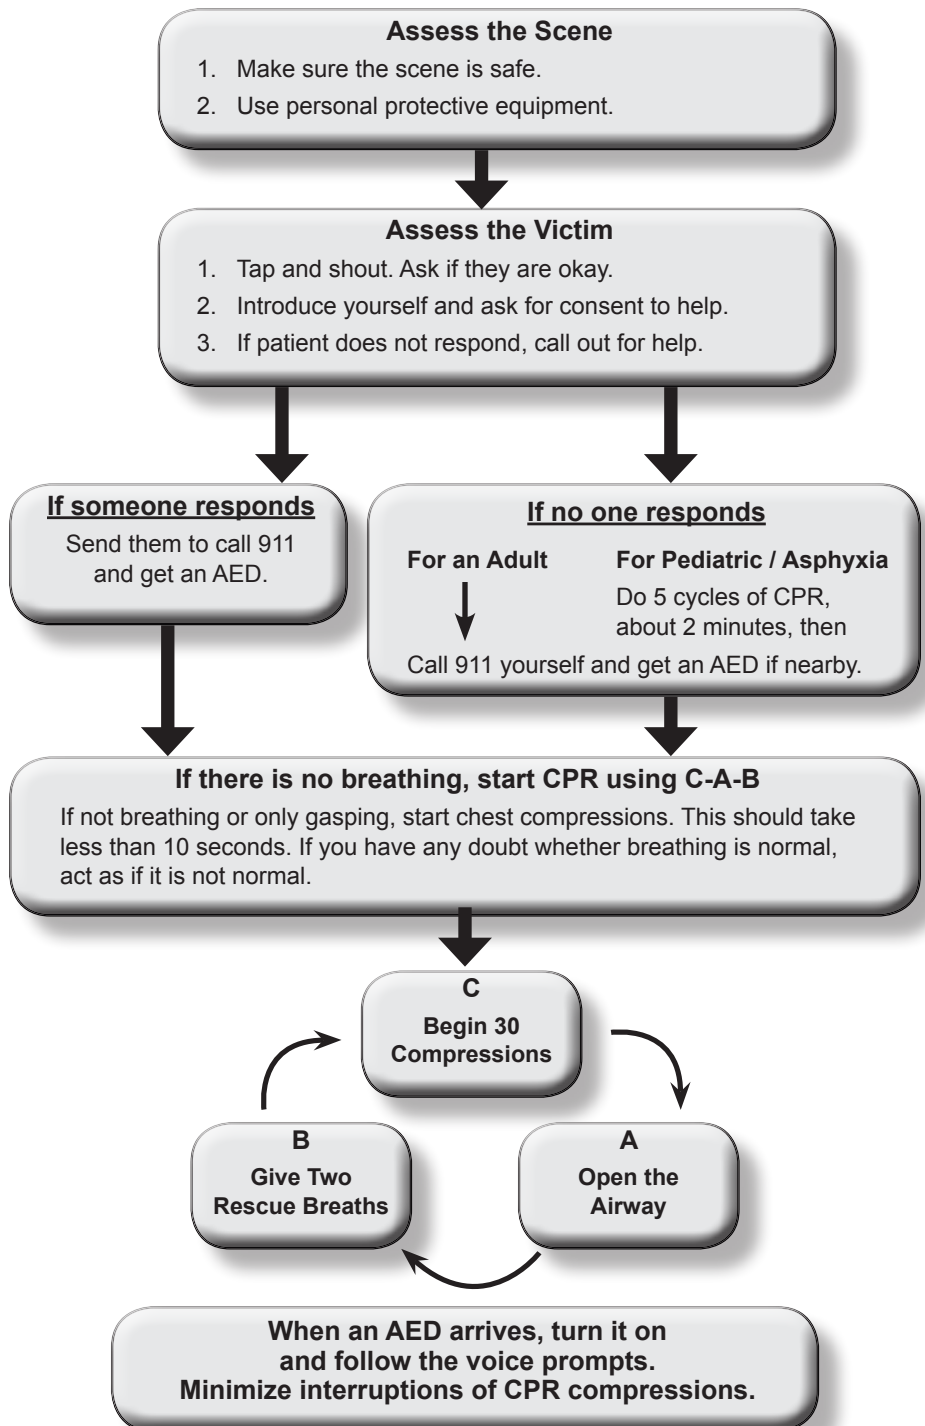 Assess the Scene
1. Make sure the scene is safe.
2. Use personal protective equipment.
Assess the Victim
1. Tap and shout. Ask if they are okay.
2. Introduce yourself and ask for consent to help.
3. If patient does not respond, call out for help.
If someone responds
Send them to call 911
and get an AED.
If no one responds
For an Adult
For Pediatric / Asphyxia
Do 5 cycles of CPR,
about 2 minutes, then
Call 911 yourself and get an AED if nearby.
If there is no breathing, start CPR using C-A-B
If not breathing or only gasping, start chest compressions. This should take
less than 10 seconds. If you have any doubt whether breathing is normal,
act as if it is not normal.
C
Begin 30
Compressions
A
Open the
Airway
B
Give Two
Rescue Breaths
When an AED arrives, turn it on
and follow the voice prompts.
Minimize interruptions of CPR compressions.